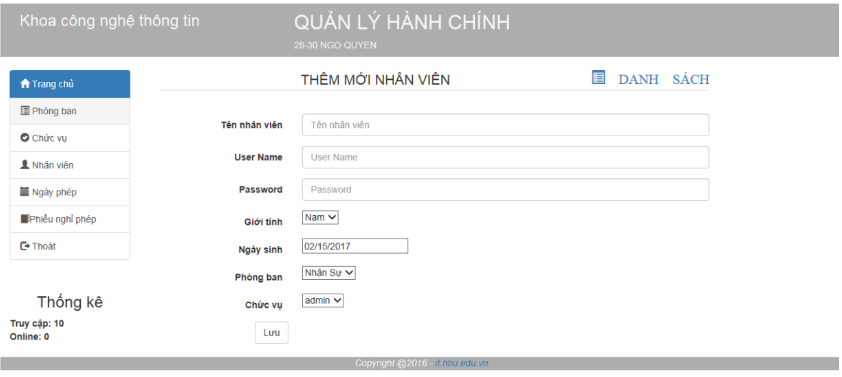 Khoa công nghệ thông tin
QUẢN LÝ HÀNH CHÍNH
28-30 NGO QUYEN
Trang chủ
Phòng ban
Chức vụ
Nhân viên
Ngày phép
Phiếu nghỉ phép
Thoát
Thống kê
Truy cập: 10
Online: 0
THÊM MỚI NHÂN VIÊN
DANH SÁCH
Tên nhân viên Tên nhân viên
User Name User Name
Password Password
Giới tính Nam
Ngày sinh 02/15/2017
Phòng ban Nhân Sự
Chức vụ admin
Lưu
Copyright @2016 - it.hbu.edu.vn